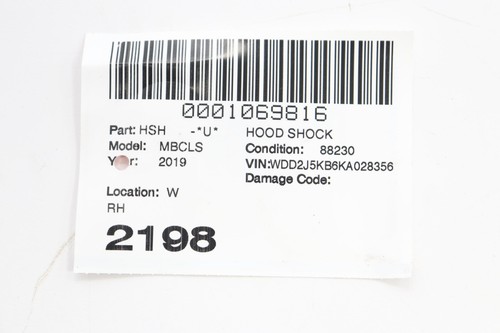 0001069816
Part: HSH -*U* HOOD SHOCK
Model: MBCLS Condition: 88230
Year: 2019 VIN:WDD2J5KB6KA028356
Damage Code:
Location: W
RH
2198